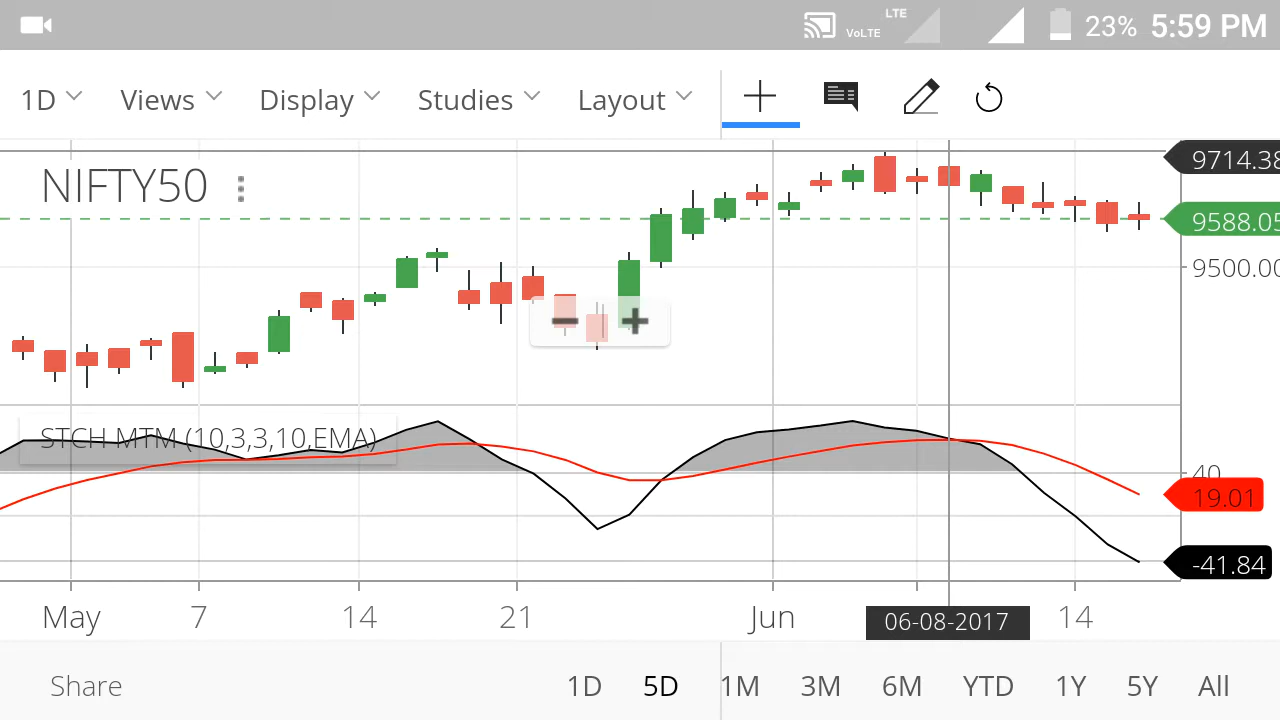 VoLTE LTE 23% 5:59 PM
1D Views Display Studies Layout
NIFTY50
9714.38
9588.05
9500.00
STCH MTM (10,3,3,10,EMA)
40
19.01
-41.84
May 7 14 21 Jun 06-08-2017 14
Share 1D 5D 1M 3M 6M YTD 1Y 5Y All